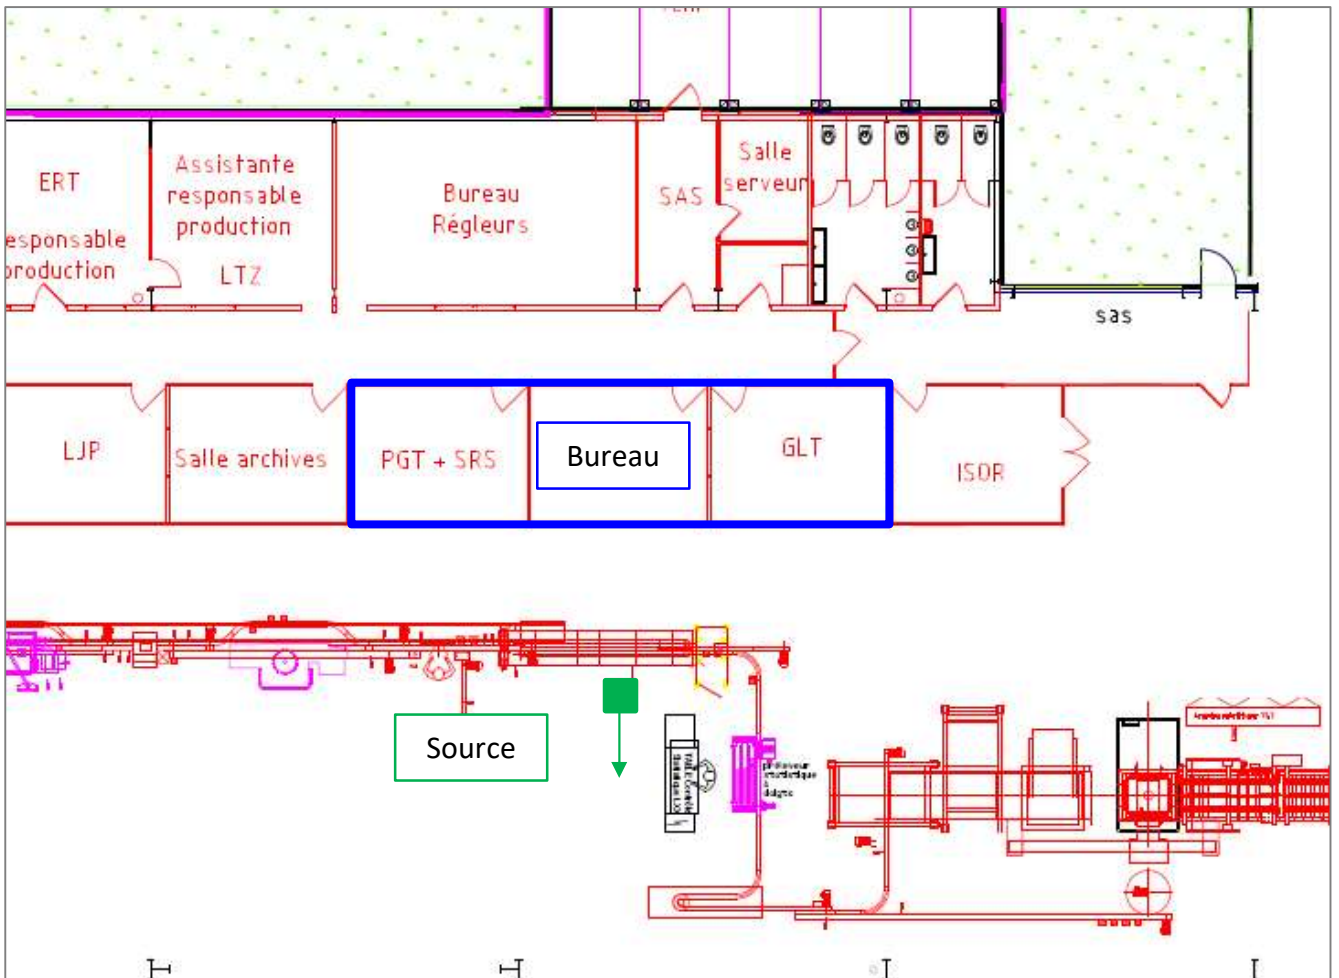 ERT
esponsable
production
Assistante
responsable
production
LTZ
Bureau
Régleurs
SAS
Salle
serveur
sas
LJP
Salle archives
PGT + SRS
Bureau
GLT
ISOR
Source